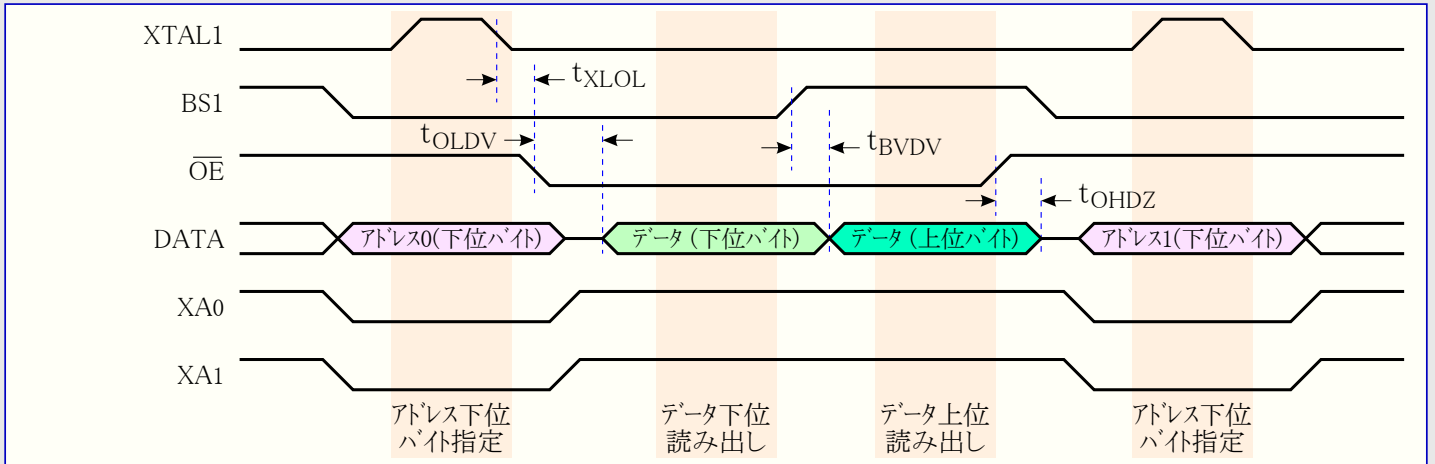 XTAL1
tXLOL
BS1
tOLDV
tBVDV
OE
tOHDZ
DATA
アドレス0(下位バイト)
データ (下位バイト)
データ (上位バイト)
アドレス1(下位バイト)
XA0
XA1
アドレス下位
バイト指定
データ下位
読み出し
データ上位
読み出し
アドレス下位
バイト指定